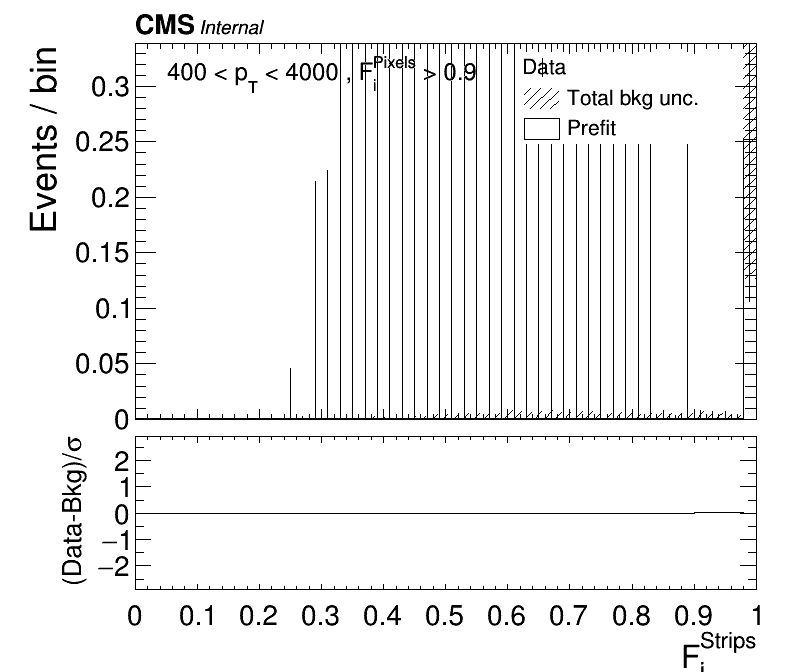 CMS Internal
400 < p_T < 4000 , F_i^Pixels > 0.9
Data
Total bkg unc.
Prefit
Events / bin
0.3
0.25
0.2
0.15
0.1
0.05
0
(Data-Bkg)/σ
2
1
0
−1
−2
0 0.1 0.2 0.3 0.4 0.5 0.6 0.7 0.8 0.9 1
F_i^Strips